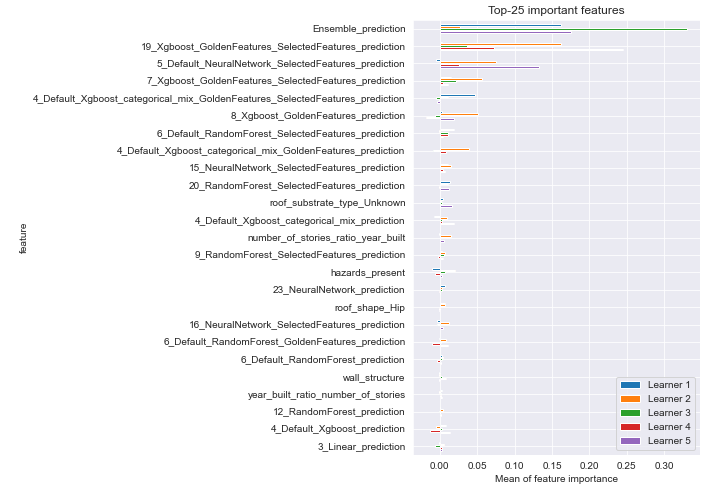 Top-25 important features
Ensemble_prediction
19_Xgboost_GoldenFeatures_SelectedFeatures_prediction
5_Default_NeuralNetwork_SelectedFeatures_prediction
7_Xgboost_GoldenFeatures_SelectedFeatures_prediction
4_Default_Xgboost_categorical_mix_GoldenFeatures_SelectedFeatures_prediction
8_Xgboost_GoldenFeatures_prediction
6_Default_RandomForest_SelectedFeatures_prediction
4_Default_Xgboost_categorical_mix_GoldenFeatures_prediction
15_NeuralNetwork_SelectedFeatures_prediction
20_RandomForest_SelectedFeatures_prediction
roof_substrate_type_Unknown
4_Default_Xgboost_categorical_mix_prediction
number_of_stories_ratio_year_built
9_RandomForest_SelectedFeatures_prediction
hazards_present
23_NeuralNetwork_prediction
roof_shape_Hip
16_NeuralNetwork_SelectedFeatures_prediction
6_Default_RandomForest_GoldenFeatures_prediction
6_Default_RandomForest_prediction
wall_structure
year_built_ratio_number_of_stories
12_RandomForest_prediction
4_Default_Xgboost_prediction
3_Linear_prediction
feature
Learner 1
Learner 2
Learner 3
Learner 4
Learner 5
0.00 0.05 0.10 0.15 0.20 0.25 0.30
Mean of feature importance